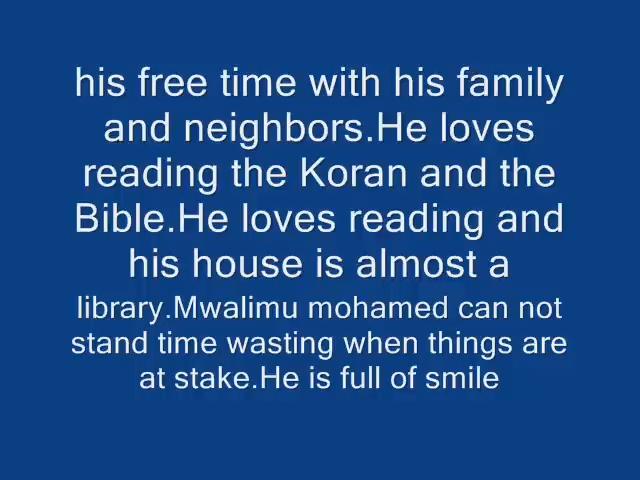 his free time with his family
and neighbors.He loves
reading the Koran and the
Bible.He loves reading and
his house is almost a
library.Mwalimu mohamed can not
stand time wasting when things are
at stake.He is full of smile